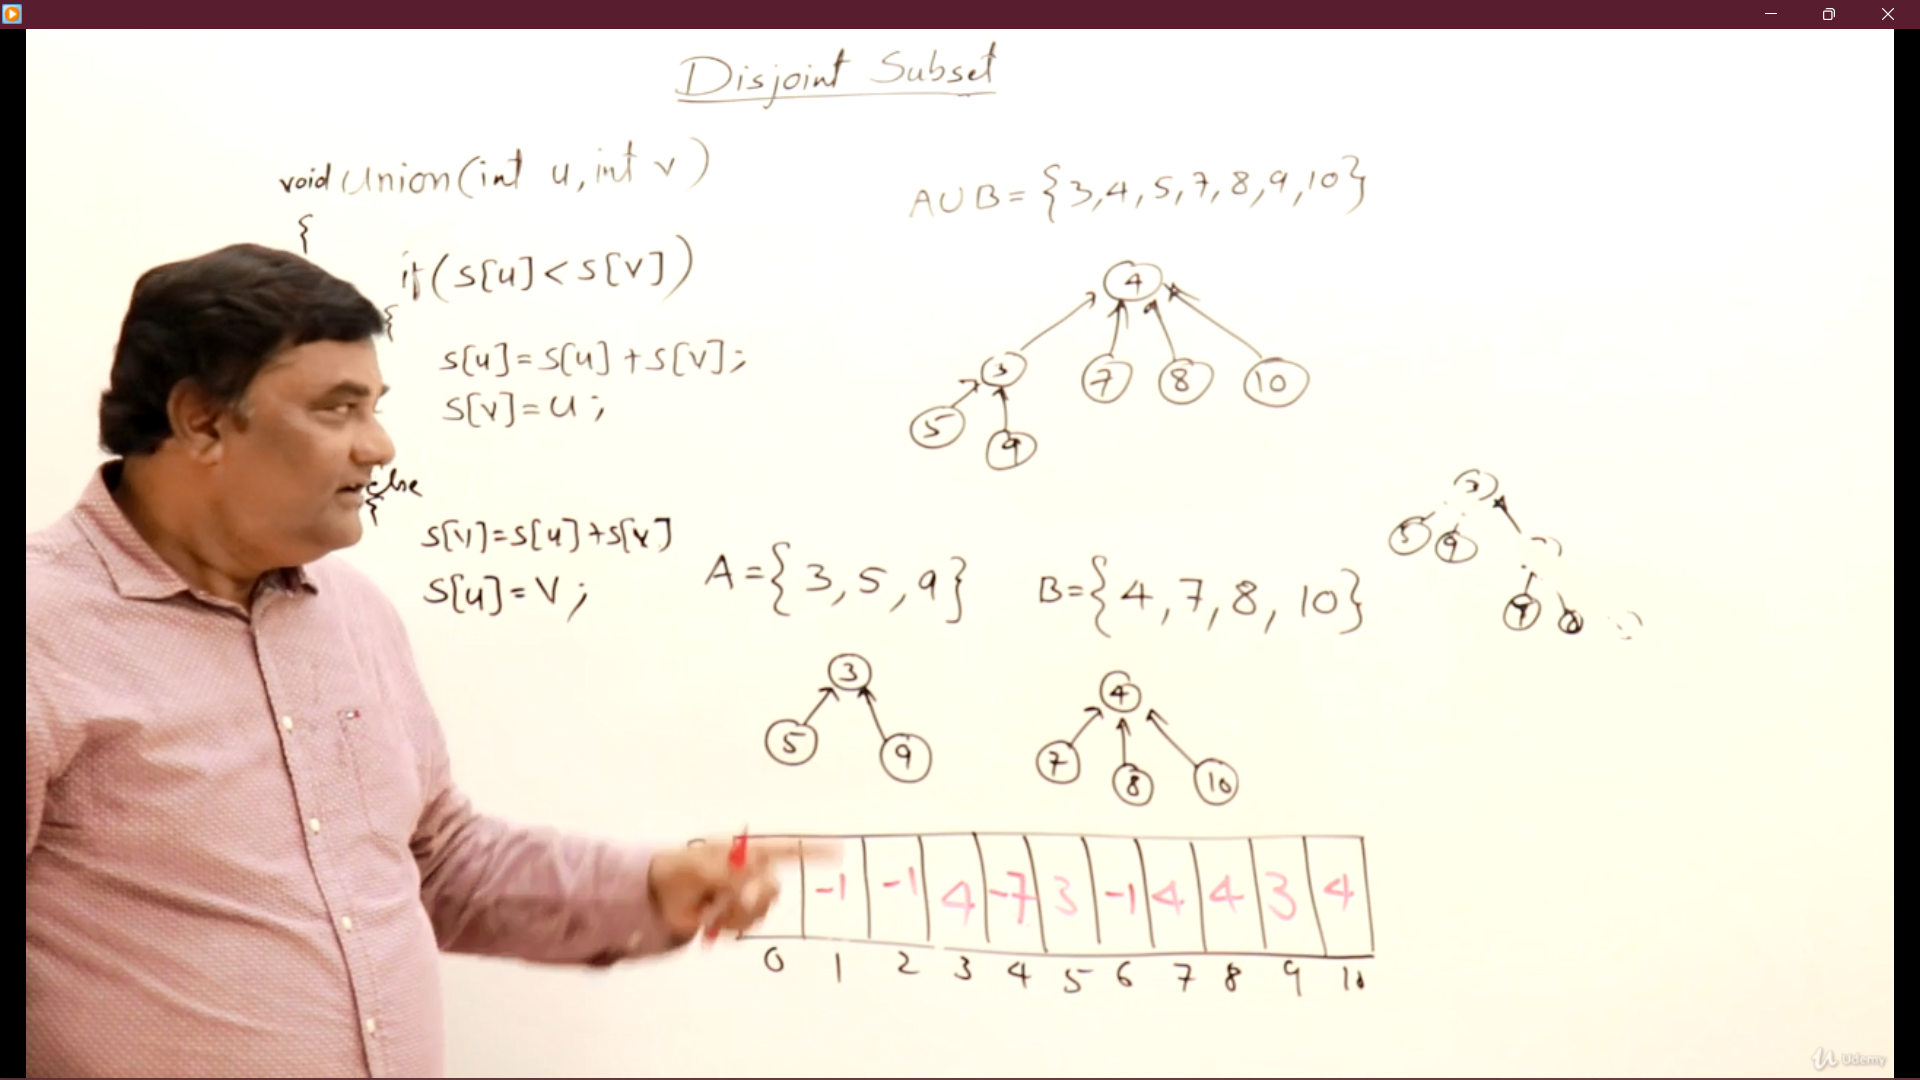 Disjoint Subset
void Union(int u, int v)
{
if(s[u]<s[v])
{
s[u]=s[u]+s[v];
s[v]=u;
else
{
s[v]=s[u]+s[v]
s[u]=v;
AUB={3,4,5,7,8,9,10}
4
3 7 8 10
5 9
A={3,5,9} B={4,7,8,10}
3
5 9
4
7 8 10
3
5 9
7 8
-1 -1 4 -7 3 -1 4 4 3 4
0 1 2 3 4 5 6 7 8 9 10
Udemy